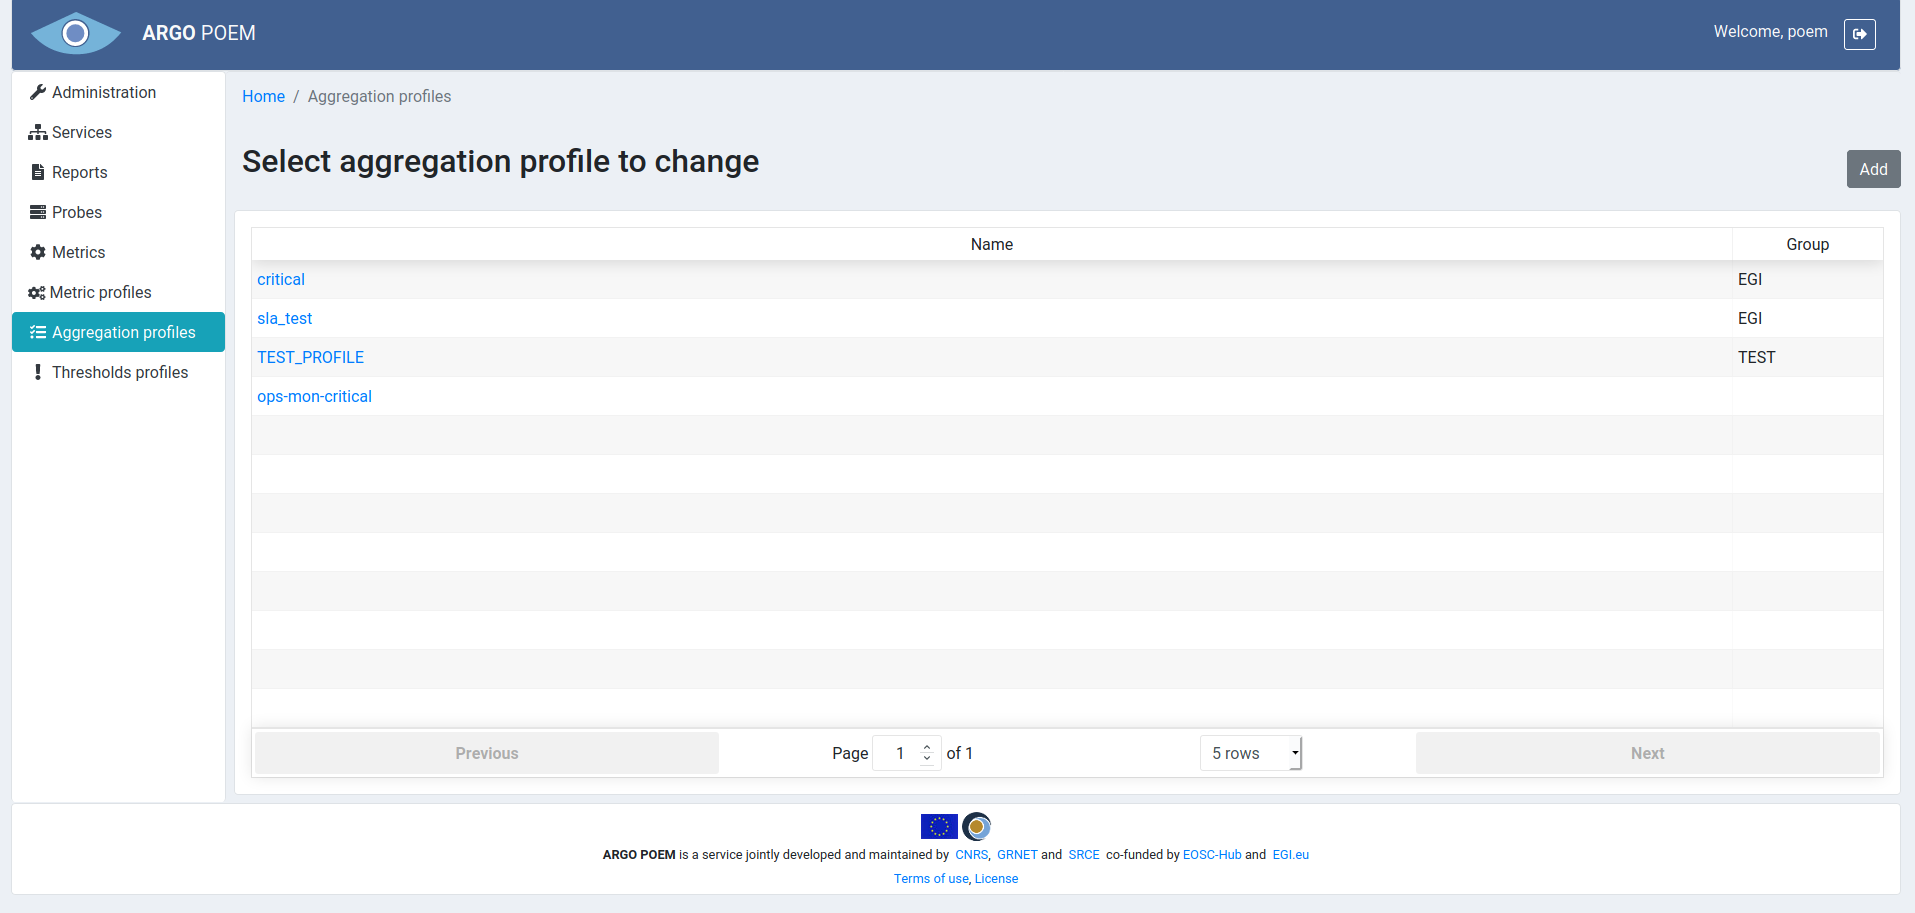 ARGO POEM
Welcome, poem
Administration
Services
Reports
Probes
Metrics
Metric profiles
Aggregation profiles
Thresholds profiles
Home / Aggregation profiles
Select aggregation profile to change
Add
Name Group
critical EGI
sla_test EGI
TEST_PROFILE TEST
ops-mon-critical
Previous Page 1 of 1 5 rows Next
ARGO POEM is a service jointly developed and maintained by CNRS, GRNET and SRCE co-funded by EOSC-Hub and EGI.eu
Terms of use, License